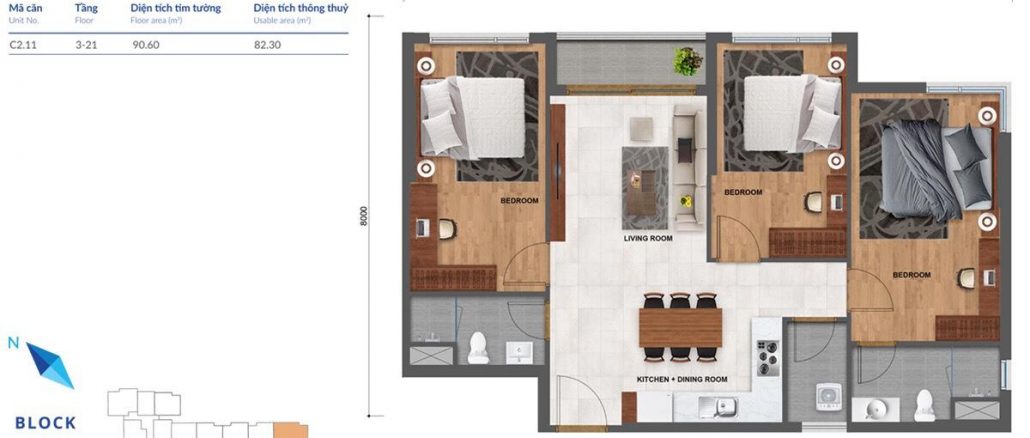 Mã căn Tầng Diện tích tim tường Diện tích thông thuỷ
Unit No. Floor Floor area (m²) Usable area (m²)
C2.11 3-21 90.60 82.30
8000
BEDROOM
BEDROOM
LIVING ROOM
BEDROOM
KITCHEN + DINING ROOM
N
BLOCK